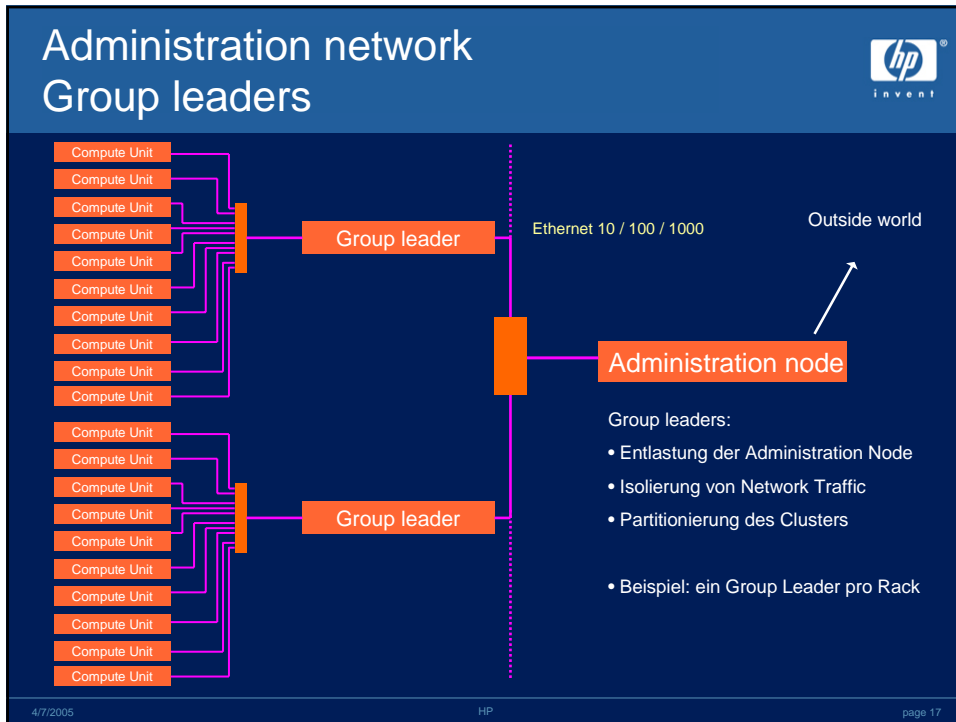 Administration network
Group leaders
hp
®
invent
Compute Unit
Compute Unit
Compute Unit
Compute Unit
Compute Unit
Compute Unit
Compute Unit
Compute Unit
Compute Unit
Compute Unit
Group leader
Ethernet 10 / 100 / 1000
Outside world
Administration node
Compute Unit
Compute Unit
Compute Unit
Compute Unit
Compute Unit
Compute Unit
Compute Unit
Compute Unit
Compute Unit
Compute Unit
Group leader
Group leaders:
• Entlastung der Administration Node
• Isolierung von Network Traffic
• Partitionierung des Clusters
• Beispiel: ein Group Leader pro Rack
4/7/2005
HP
page 17